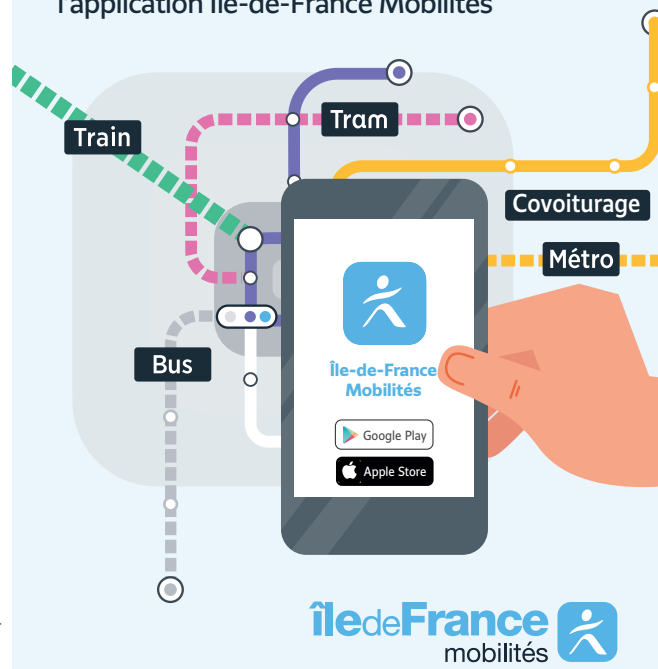 l'application Île-de-France Mobilités
Tram
Train
Covoiturage
Métro
Bus
Île-de-France
Mobilités
Google Play
Apple Store
îledeFrance
mobilités